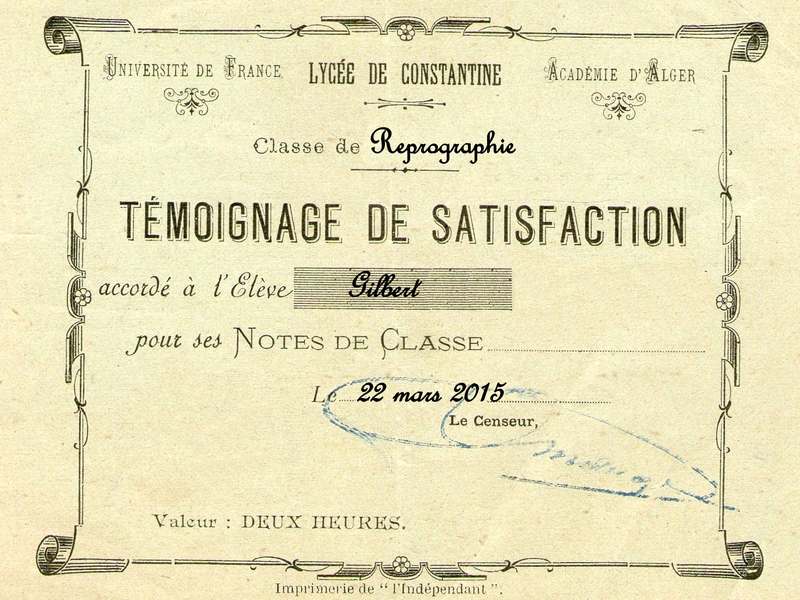 Université de France LYCÉE DE CONSTANTINE Académie d'Alger
Classe de Reprographie
TÉMOIGNAGE DE SATISFACTION
accordé à l'Elève Gilbert
pour ses NOTES DE CLASSE
Le 22 mars 2015
Le Censeur,
Valeur : DEUX HEURES.
Imprimerie de "l'Indépendant".